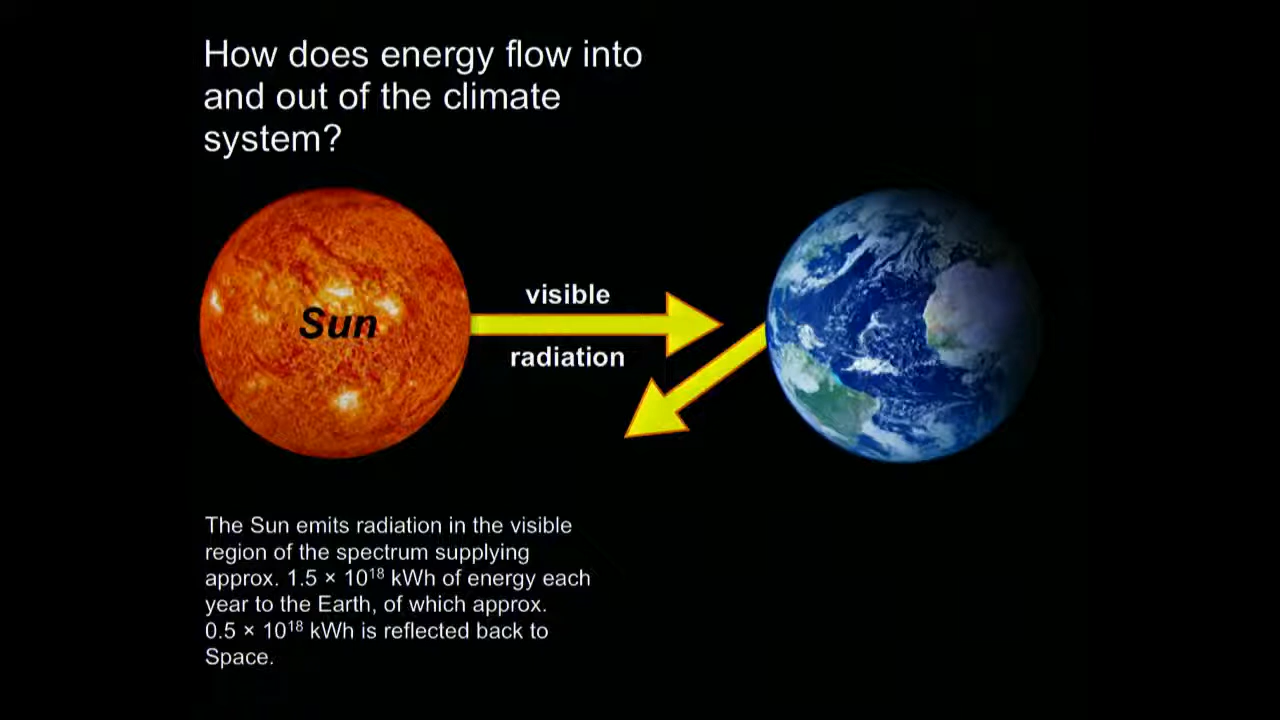 How does energy flow into
and out of the climate
system?
Sun
visible
radiation
The Sun emits radiation in the visible
region of the spectrum supplying
approx. 1.5 × 10¹⁸ kWh of energy each
year to the Earth, of which approx.
0.5 × 10¹⁸ kWh is reflected back to
Space.